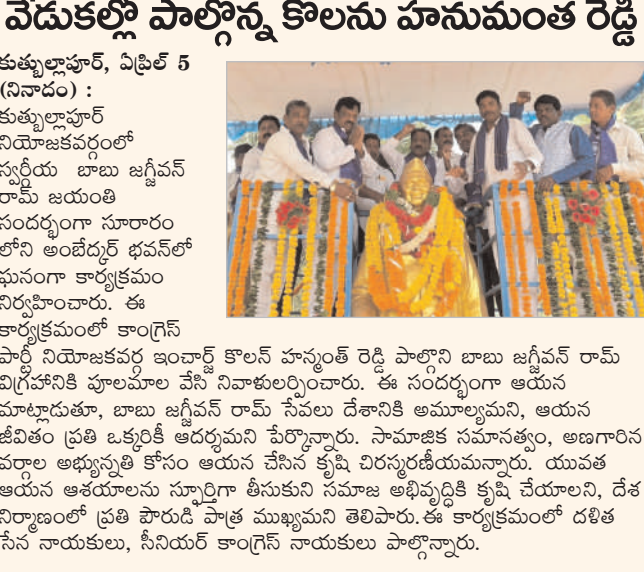 వేడుకల్లో పాల్గొన్న కొలను హనుమంత రెడ్డి
కుత్బుల్లాపూర్, ఏప్రిల్ 5
(నినాదం) :
కుత్బుల్లాపూర్
నియోజకవర్గంలో
స్వర్గీయ బాబు జగ్జీవన్
రామ్ జయంతి
సందర్భంగా సూరారం
లోని అంబేద్కర్ భవన్‌లో
ఘనంగా కార్యక్రమం
నిర్వహించారు. ఈ
కార్యక్రమంలో కాంగ్రెస్
పార్టీ నియోజకవర్గ ఇంచార్జ్ కొలన్ హన్మంత్ రెడ్డి పాల్గొని బాబు జగ్జీవన్ రామ్
విగ్రహానికి పూలమాల వేసి నివాళులర్పించారు. ఈ సందర్భంగా ఆయన
మాట్లాడుతూ, బాబు జగ్జీవన్ రామ్ సేవలు దేశానికి అమూల్యమని, ఆయన
జీవితం ప్రతి ఒక్కరికీ ఆదర్శమని పేర్కొన్నారు. సామాజిక సమానత్వం, అణగారిన
వర్గాల అభ్యున్నతి కోసం ఆయన చేసిన కృషి చిరస్మరణీయమన్నారు. యువత
ఆయన ఆశయాలను స్ఫూర్తిగా తీసుకుని సమాజ అభివృద్ధికి కృషి చేయాలని, దేశ
నిర్మాణంలో ప్రతి పౌరుడి పాత్ర ముఖ్యమని తెలిపారు.ఈ కార్యక్రమంలో దళిత
సేన నాయకులు, సీనియర్ కాంగ్రెస్ నాయకులు పాల్గొన్నారు.